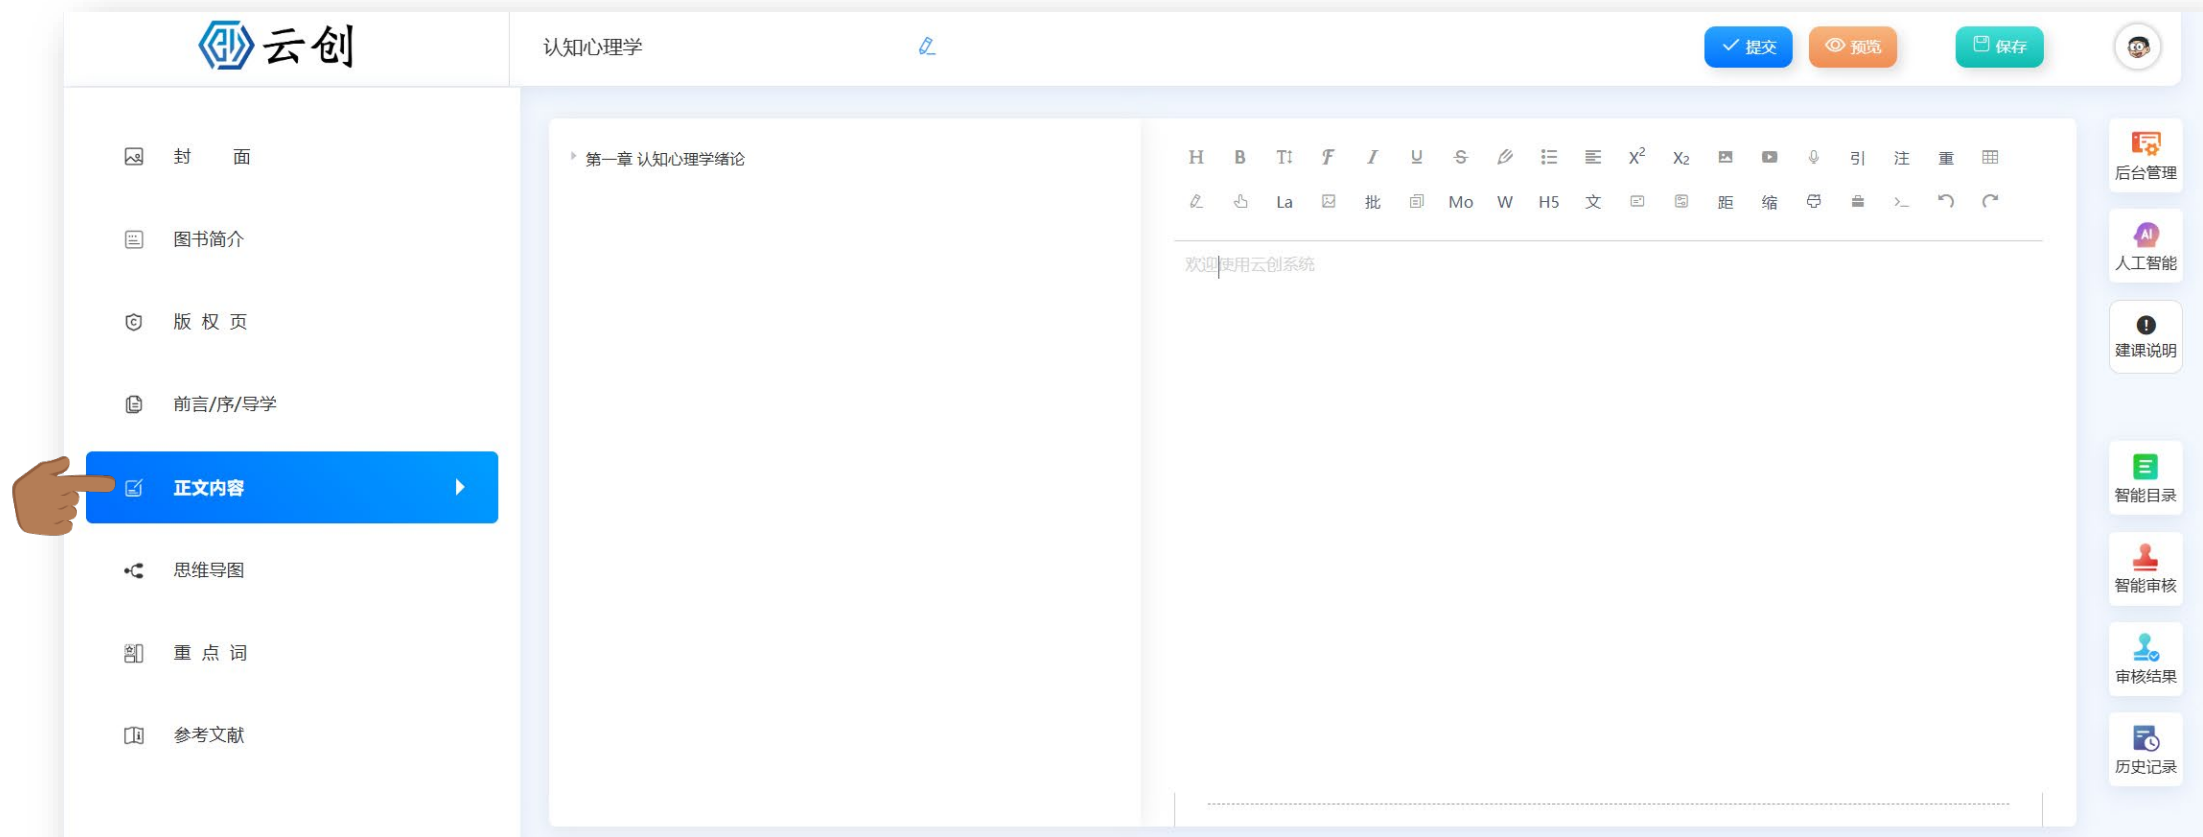 云创
认知心理学
提交
预览
保存
封 面
图书简介
版 权 页
前言/序/导学
正文内容
思维导图
重 点 词
参考文献
第一章 认知心理学绪论
H B T F I U S X² X₂ 引 注 重
La 批 Mo W H5 文 距 缩 >_
欢迎使用云创系统
后台管理
AI
人工智能
建课说明
智能目录
智能审核
审核结果
历史记录